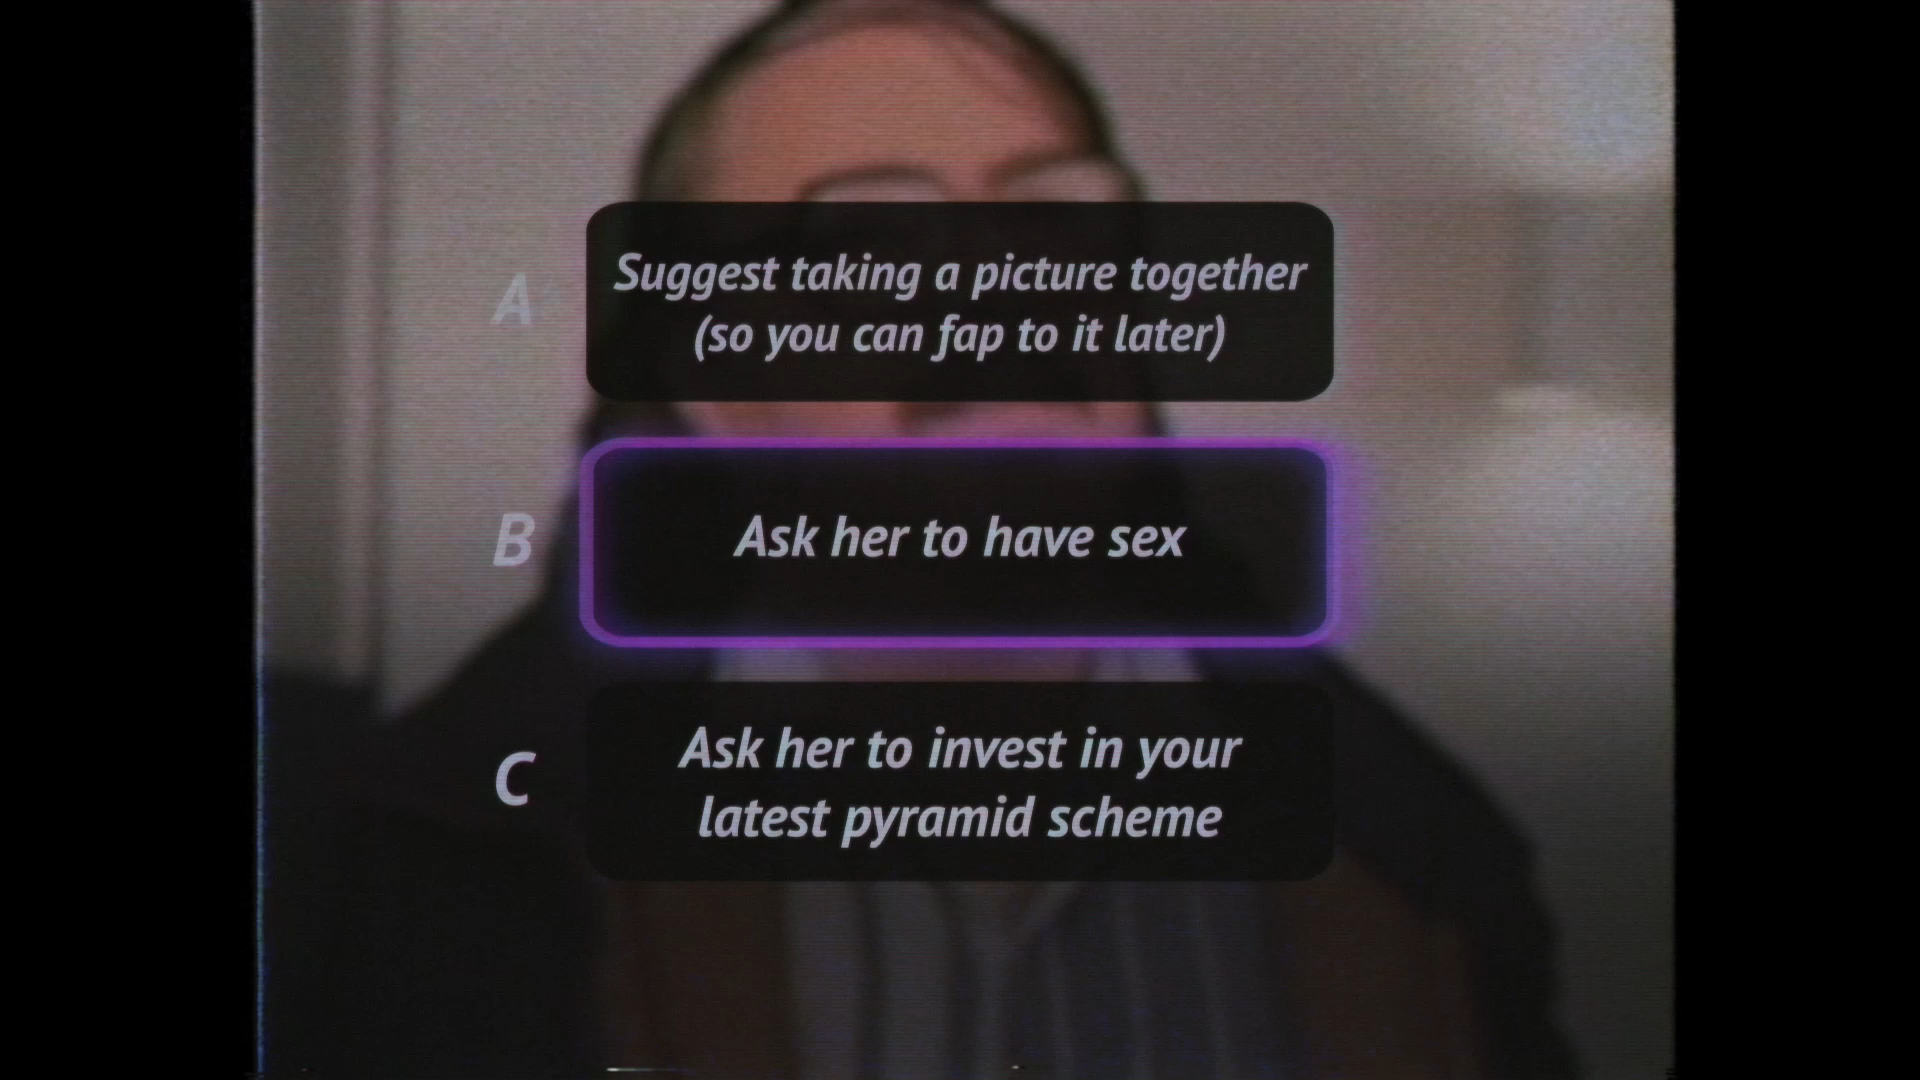 A
Suggest taking a picture together
(so you can fap to it later)
B
Ask her to have sex
C
Ask her to invest in your
latest pyramid scheme